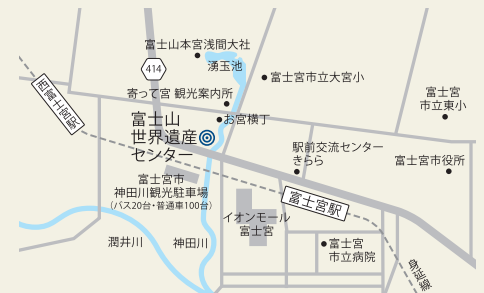 富士山本宮浅間大社
湧玉池
414
富士宮市立大宮小
寄って宮 観光案内所
富士宮
市立東小
西富士宮駅
お宮横丁
富士山
世界遺産
センター
駅前交流センター
きらら
富士宮市役所
富士宮市
神田川観光駐車場
(バス20台・普通車100台)
富士宮駅
イオンモール
富士宮
潤井川
神田川
富士宮
市立病院
身延線